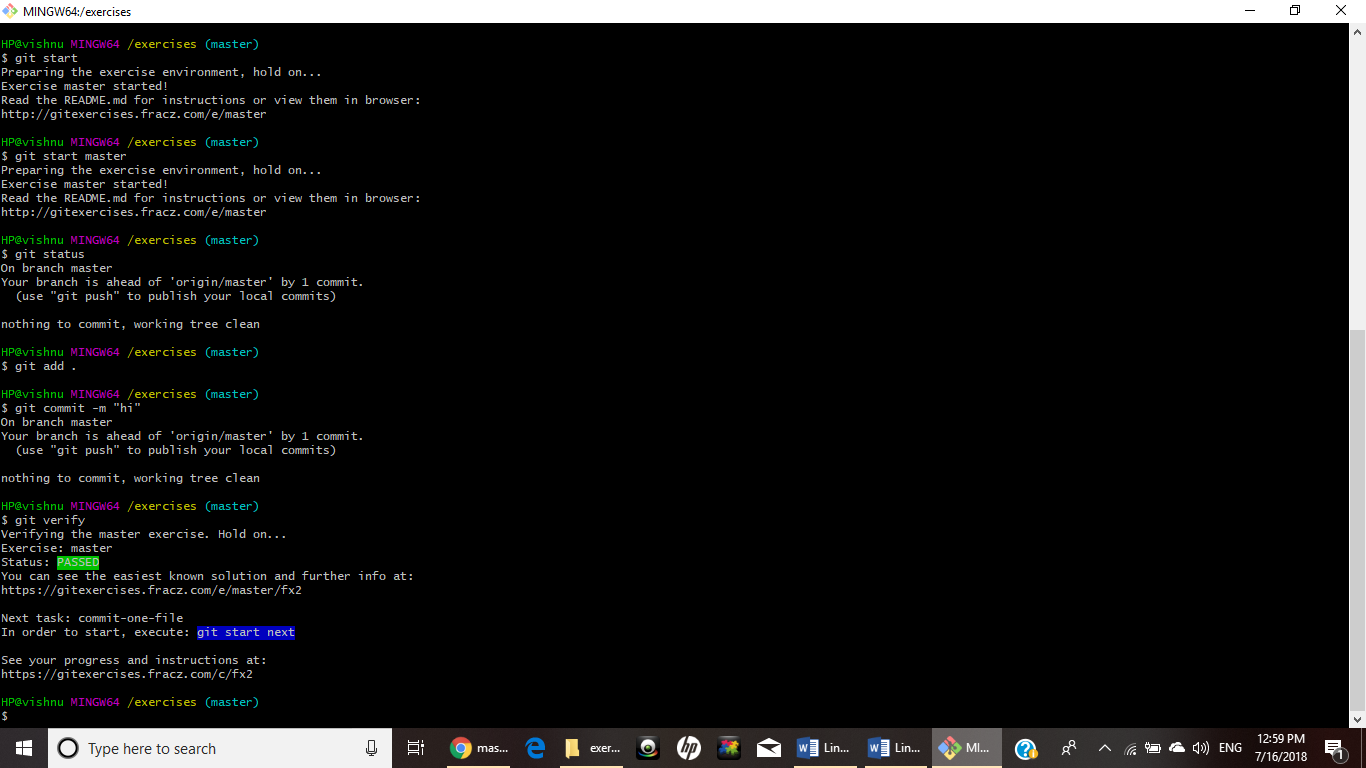 MINGW64:/exercises
HP@vishnu MINGW64 /exercises (master)
$ git start
Preparing the exercise environment, hold on...
Exercise master started!
Read the README.md for instructions or view them in browser:
http://gitexercises.fracz.com/e/master
HP@vishnu MINGW64 /exercises (master)
$ git start master
Preparing the exercise environment, hold on...
Exercise master started!
Read the README.md for instructions or view them in browser:
http://gitexercises.fracz.com/e/master
HP@vishnu MINGW64 /exercises (master)
$ git status
On branch master
Your branch is ahead of 'origin/master' by 1 commit.
  (use "git push" to publish your local commits)
nothing to commit, working tree clean
HP@vishnu MINGW64 /exercises (master)
$ git add .
HP@vishnu MINGW64 /exercises (master)
$ git commit -m "hi"
On branch master
Your branch is ahead of 'origin/master' by 1 commit.
  (use "git push" to publish your local commits)
nothing to commit, working tree clean
HP@vishnu MINGW64 /exercises (master)
$ git verify
Verifying the master exercise. Hold on...
Exercise: master
Status: PASSED
You can see the easiest known solution and further info at:
https://gitexercises.fracz.com/e/master/fx2
Next task: commit-one-file
In order to start, execute: git start next
See your progress and instructions at:
https://gitexercises.fracz.com/c/fx2
HP@vishnu MINGW64 /exercises (master)
$
Type here to search mas... exer... hp Lin... Lin... MI... ENG 12:59 PM
7/16/2018 1